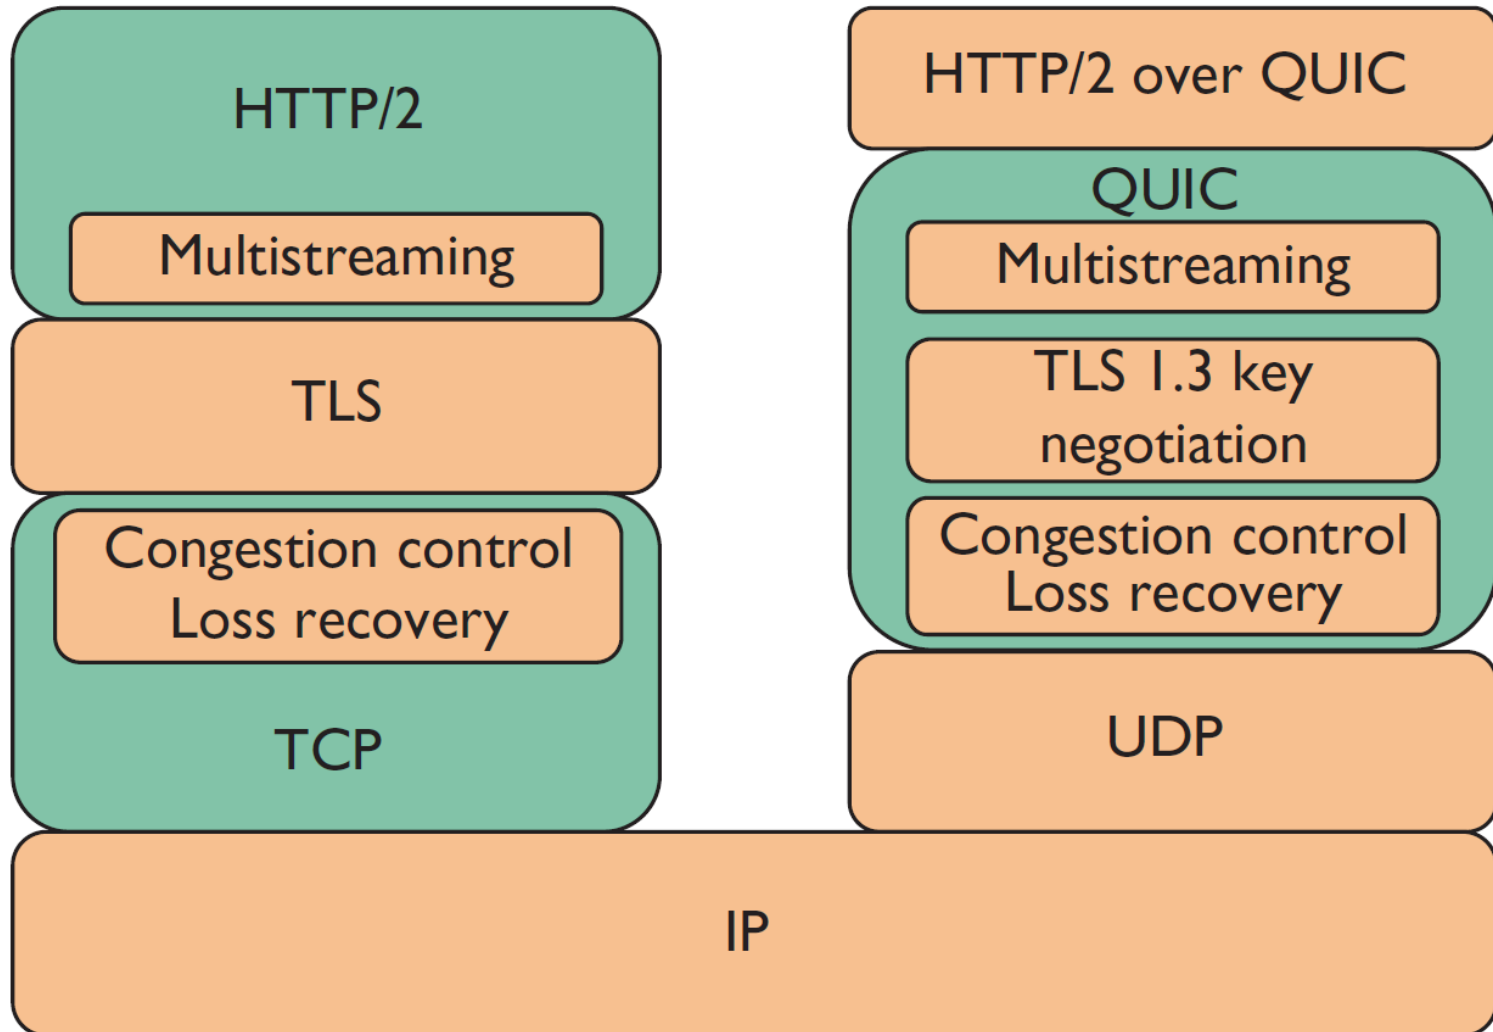 HTTP/2
Multistreaming
TLS
Congestion control
Loss recovery
TCP
HTTP/2 over QUIC
QUIC
Multistreaming
TLS 1.3 key
negotiation
Congestion control
Loss recovery
UDP
IP